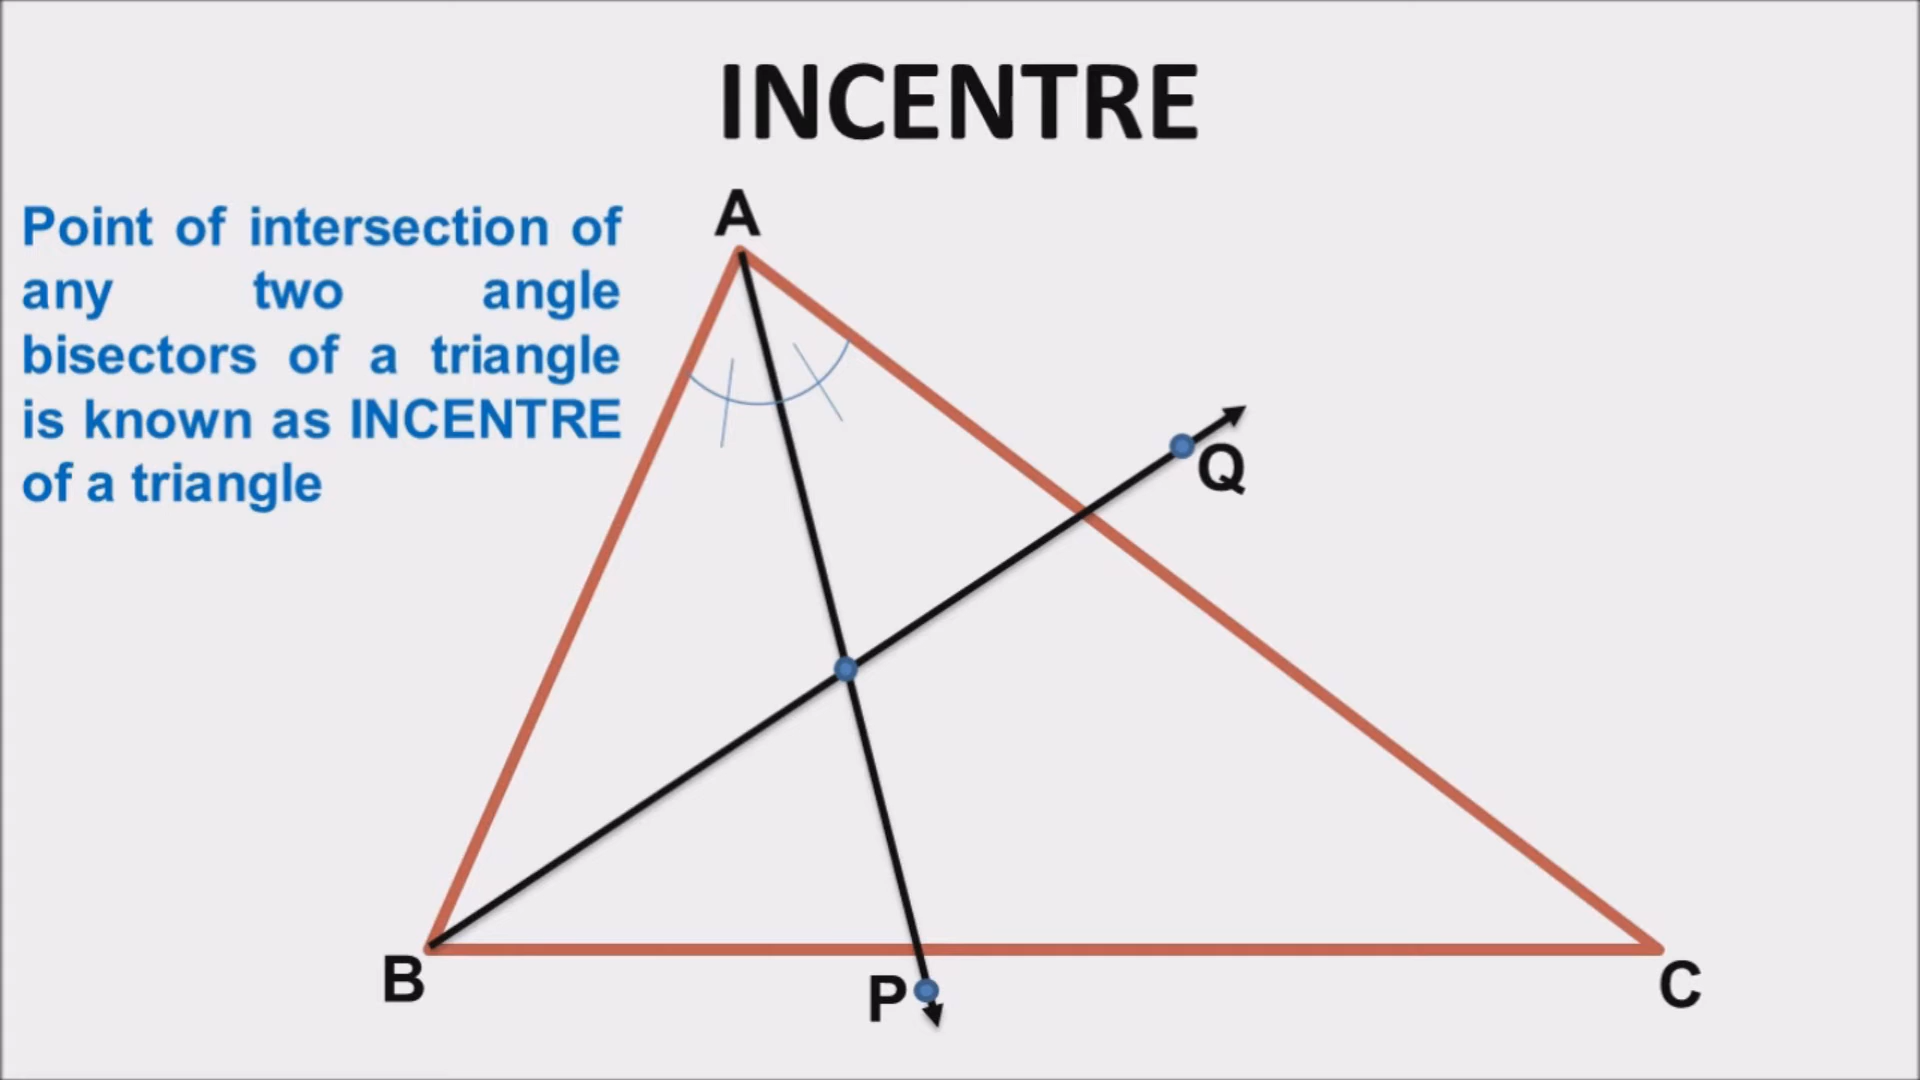 INCENTRE
Point of intersection of
any two angle
bisectors of a triangle
is known as INCENTRE
of a triangle
A
Q
B
P
C